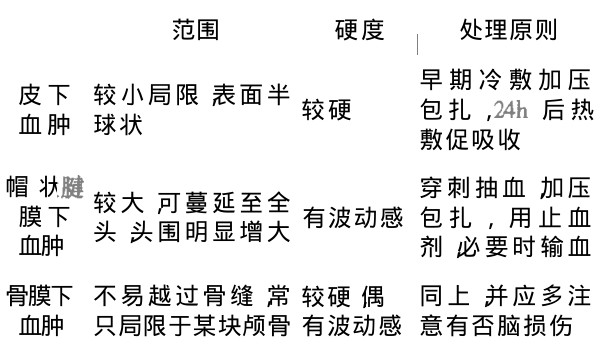 范围 硬度 处理原则
皮下血肿 较小局限,表面半球状 较硬 早期冷敷加压包扎,24h后热敷促吸收
帽状腱膜下血肿 较大,可蔓延至全头,头围明显增大 有波动感 穿刺抽血,加压包扎,用止血剂,必要时输血
骨膜下血肿 不易越过骨缝,常只局限于某块颅骨 较硬,偶有波动感 同上,并应多注意有否脑损伤